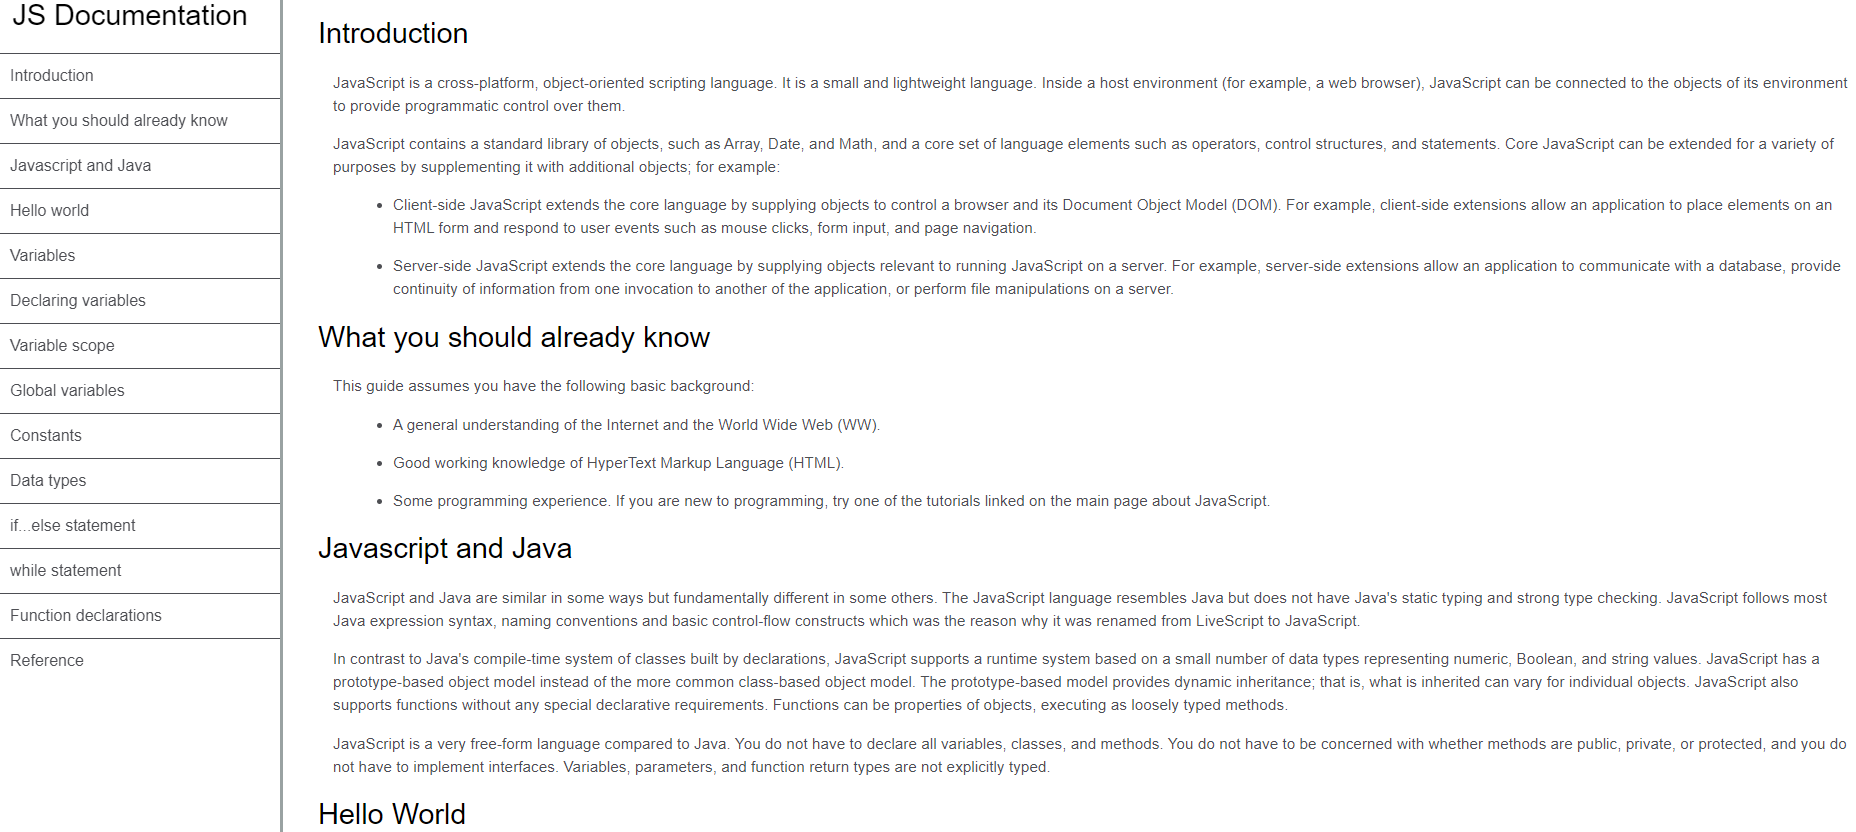 JS Documentation
Introduction
What you should already know
Javascript and Java
Hello world
Variables
Declaring variables
Variable scope
Global variables
Constants
Data types
if...else statement
while statement
Function declarations
Reference
Introduction
JavaScript is a cross-platform, object-oriented scripting language. It is a small and lightweight language. Inside a host environment (for example, a web browser), JavaScript can be connected to the objects of its environment
to provide programmatic control over them.
JavaScript contains a standard library of objects, such as Array, Date, and Math, and a core set of language elements such as operators, control structures, and statements. Core JavaScript can be extended for a variety of
purposes by supplementing it with additional objects; for example:
• Client-side JavaScript extends the core language by supplying objects to control a browser and its Document Object Model (DOM). For example, client-side extensions allow an application to place elements on an
HTML form and respond to user events such as mouse clicks, form input, and page navigation.
• Server-side JavaScript extends the core language by supplying objects relevant to running JavaScript on a server. For example, server-side extensions allow an application to communicate with a database, provide
continuity of information from one invocation to another of the application, or perform file manipulations on a server.
What you should already know
This guide assumes you have the following basic background:
• A general understanding of the Internet and the World Wide Web (WW).
• Good working knowledge of HyperText Markup Language (HTML).
• Some programming experience. If you are new to programming, try one of the tutorials linked on the main page about JavaScript.
Javascript and Java
JavaScript and Java are similar in some ways but fundamentally different in some others. The JavaScript language resembles Java but does not have Java's static typing and strong type checking. JavaScript follows most
Java expression syntax, naming conventions and basic control-flow constructs which was the reason why it was renamed from LiveScript to JavaScript.
In contrast to Java's compile-time system of classes built by declarations, JavaScript supports a runtime system based on a small number of data types representing numeric, Boolean, and string values. JavaScript has a
prototype-based object model instead of the more common class-based object model. The prototype-based model provides dynamic inheritance; that is, what is inherited can vary for individual objects. JavaScript also
supports functions without any special declarative requirements. Functions can be properties of objects, executing as loosely typed methods.
JavaScript is a very free-form language compared to Java. You do not have to declare all variables, classes, and methods. You do not have to be concerned with whether methods are public, private, or protected, and you do
not have to implement interfaces. Variables, parameters, and function return types are not explicitly typed.
Hello World